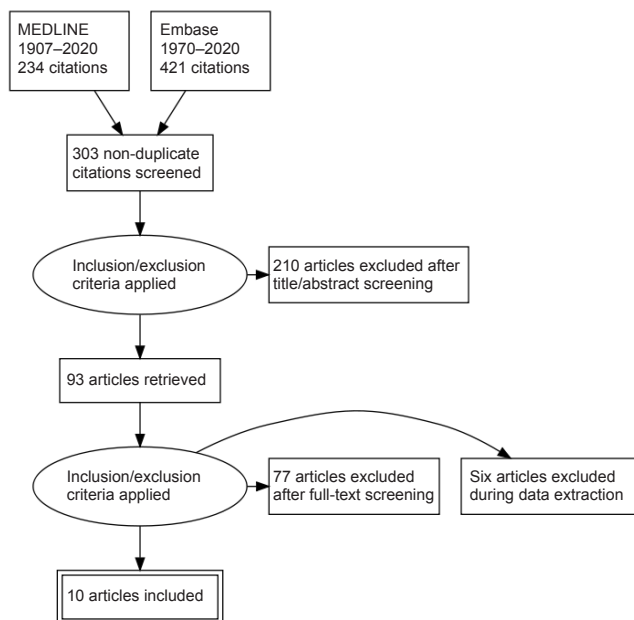 MEDLINE
1907–2020
234 citations
Embase
1970–2020
421 citations
303 non-duplicate
citations screened
Inclusion/exclusion
criteria applied
210 articles excluded after
title/abstract screening
93 articles retrieved
Inclusion/exclusion
criteria applied
77 articles excluded
after full-text screening
Six articles excluded
during data extraction
10 articles included